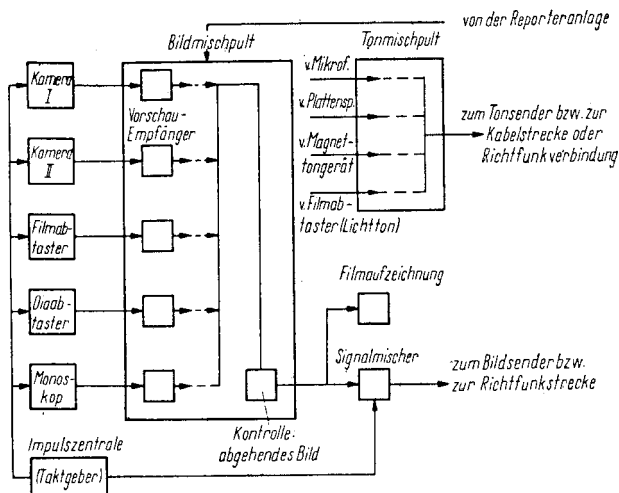 von der Reporteranlage
Bildmischpult
Tonmischpult
Kamera
I
Vorschau-
Empfänger
v. Mikrof.
v. Plattensp.
v. Magnet-
tongerät
v. Filmab-
taster (Lichtton)
zum Tonsender bzw. zur
Kabelstrecke oder
Richtfunkverbindung
Kamera
II
Filmab-
taster
Diaab-
taster
Monos-
kop
Filmaufzeichnung
Signalmischer
zum Bildsender bzw.
zur Richtfunkstrecke
Kontrolle:
abgehendes Bild
Impulszentrale
(Taktgeber)